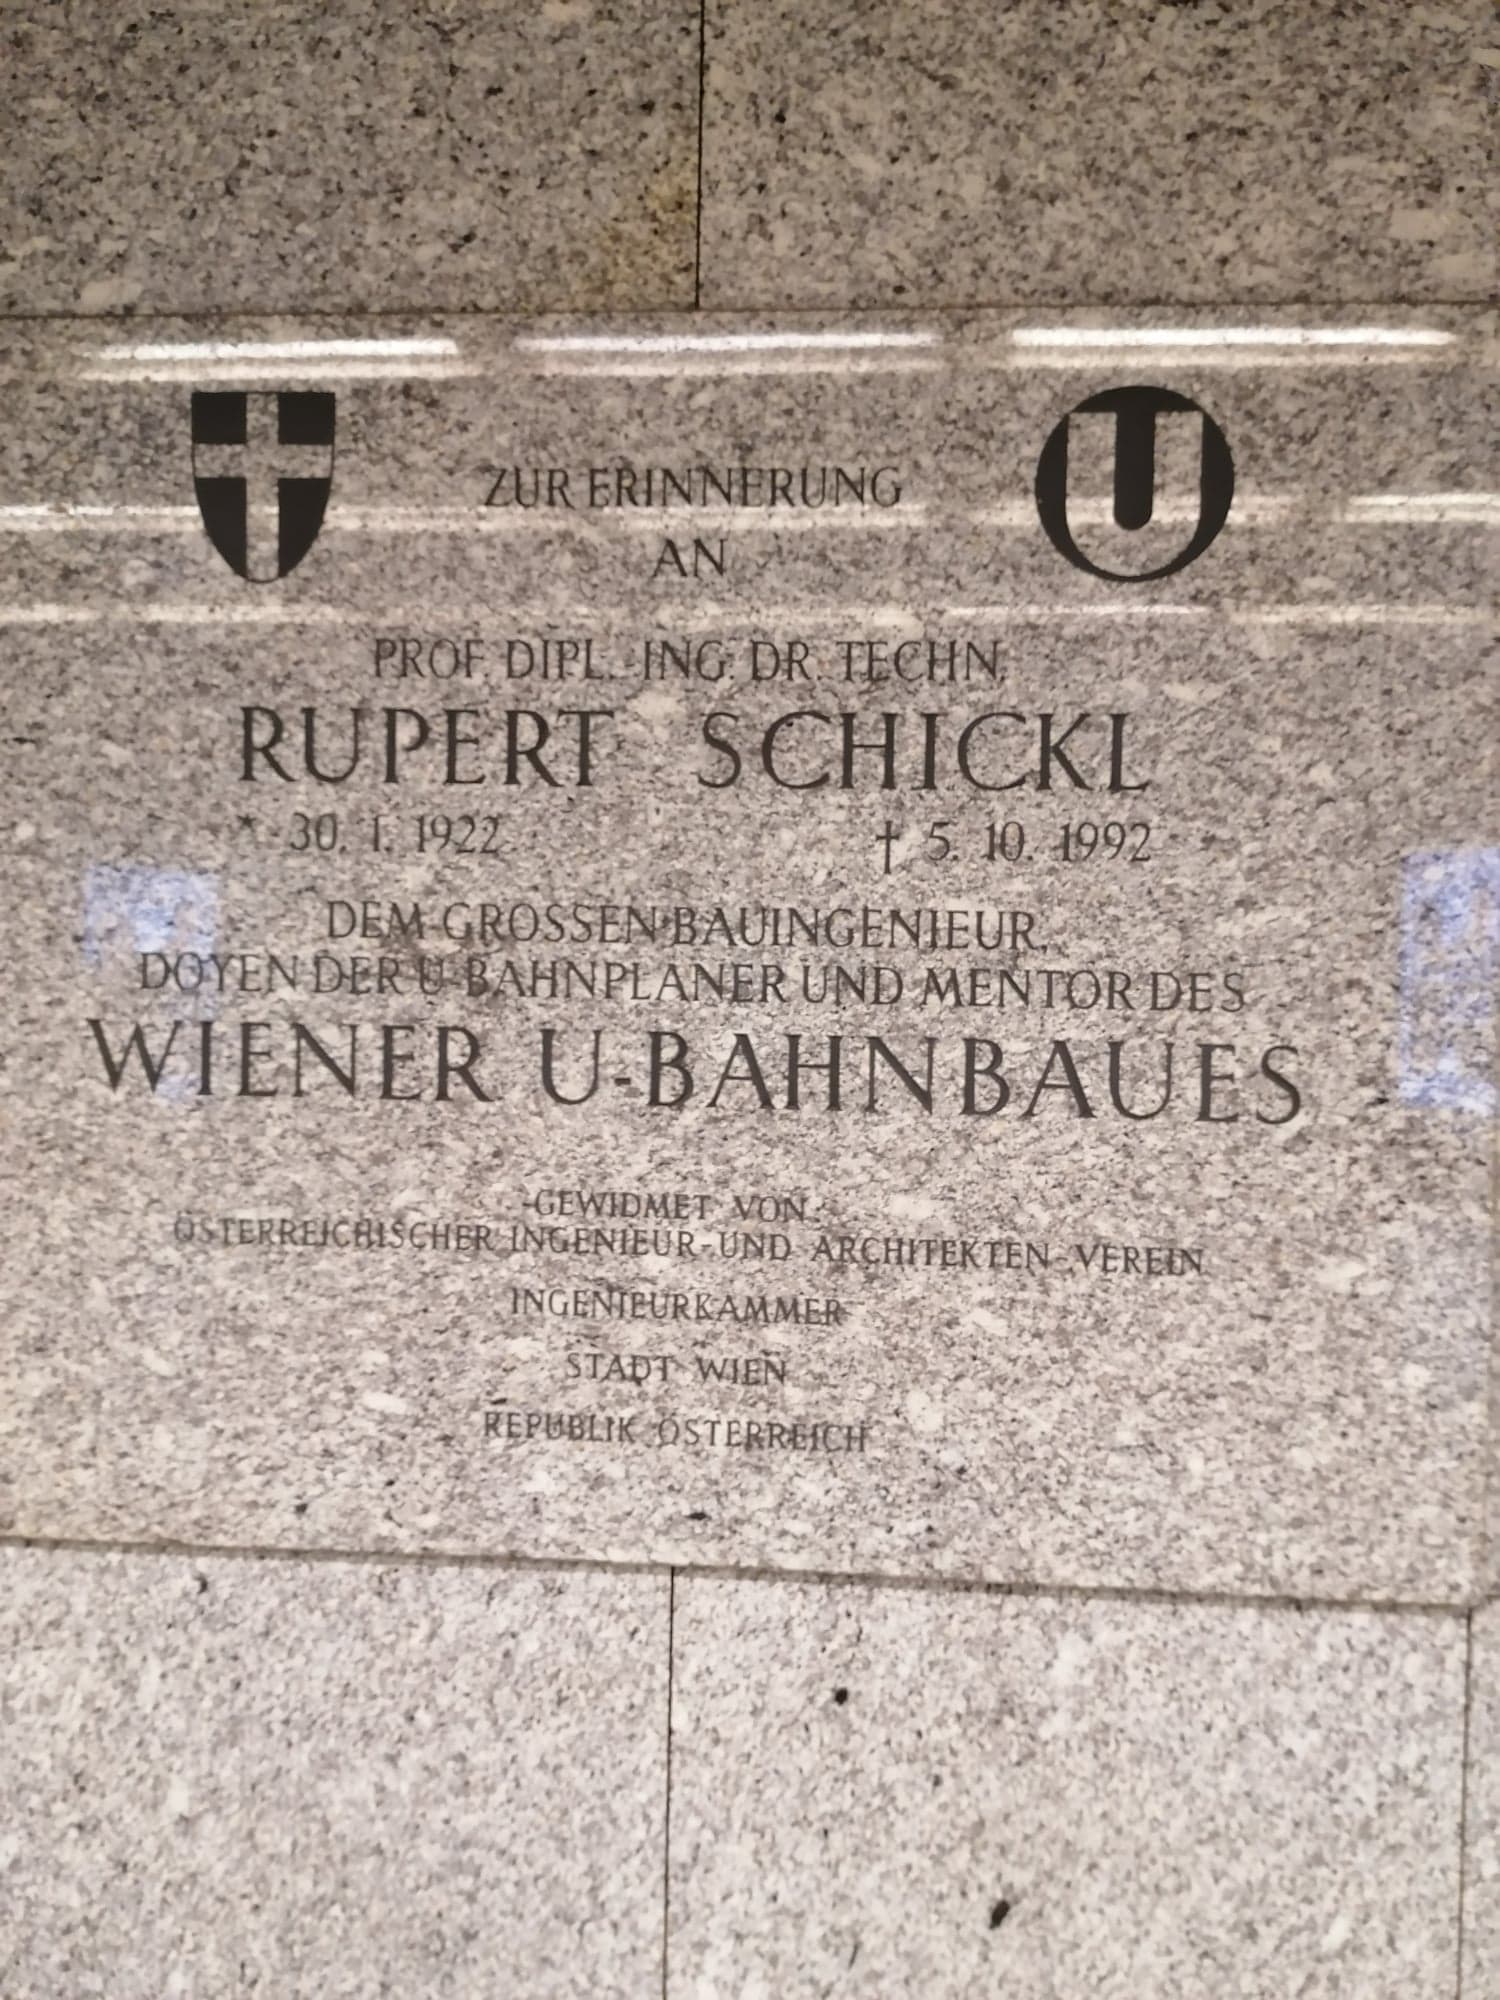 U
ZUR ERINNERUNG
AN
PROF. DIPL.-ING. DR. TECHN.
RUPERT SCHICKL
* 30. 1. 1922 † 5. 10. 1992
DEM GROSSEN BAUINGENIEUR,
DOYEN DER U-BAHNPLANER UND MENTOR DES
WIENER U-BAHNBAUES
GEWIDMET VON:
ÖSTERREICHISCHER INGENIEUR-UND ARCHITEKTEN-VEREIN
INGENIEURKAMMER
STADT WIEN
REPUBLIK ÖSTERREICH